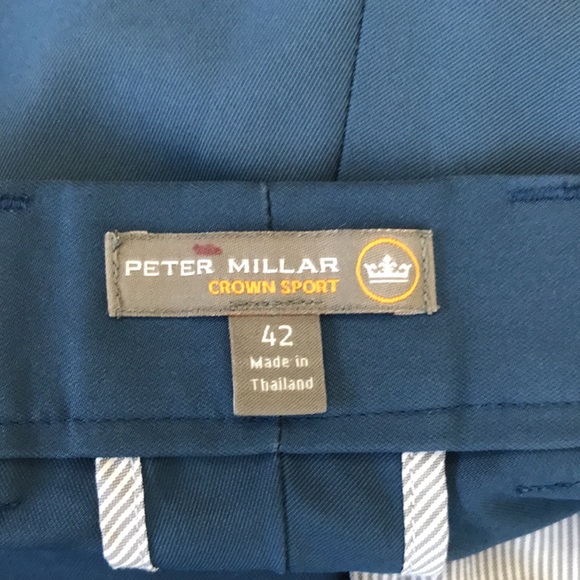 PETER MILLAR
CROWN SPORT
42
Made in
Thailand